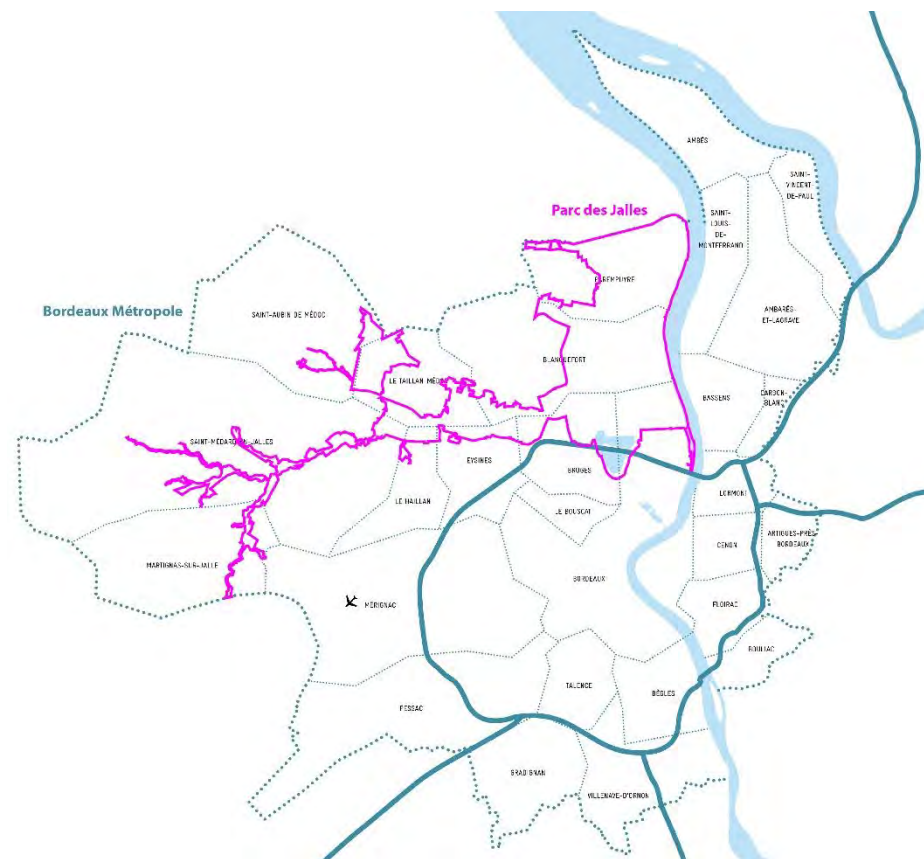 AMBÈS
SAINT-
VINCENT
DE-PAUL
Parc des Jalles
SAINT-
LOUIS-
DE-
MONTFERRAND
PAREMPUYRE
Bordeaux Métropole
SAINT-AUBIN DE MÉDOC
AMBARÈS-
ET-LAGRAVE
BLANQUEFORT
LE TAILLAN MÉDOC
BASSENS
CARBON-
BLANC
SAINT-MÉDARD-EN-JALLES
EYSINES
BRUGES
LE HAILLAN
LE BOUSCAT
LORMONT
ARTIGUES-PRÈS
BORDEAUX
CENON
MARTIGNAS-SUR-JALLE
BORDEAUX
MÉRIGNAC
FLOIRAC
BOULIAC
TALENCE
BÈGLES
PESSAC
GRADIGNAN
VILLENAVE-D'ORNON